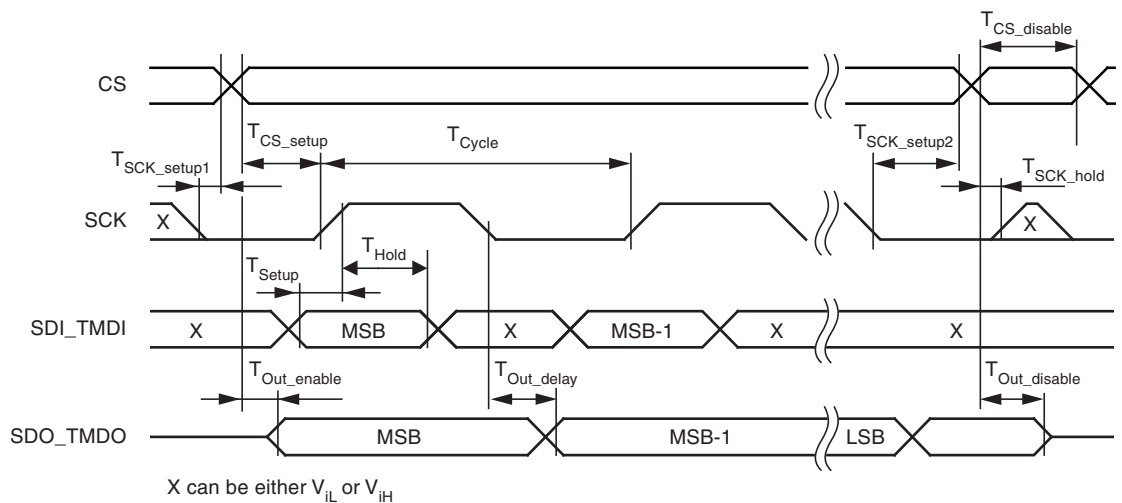 T_CS_disable
CS
T_CS_setup
T_Cycle
T_SCK_setup2
T_SCK_setup1
T_SCK_hold
SCK
X
X
T_Hold
T_Setup
SDI_TMDI
X
MSB
X
MSB-1
X
X
T_Out_enable
T_Out_delay
T_Out_disable
SDO_TMDO
MSB
MSB-1
LSB
X can be either V_iL or V_iH